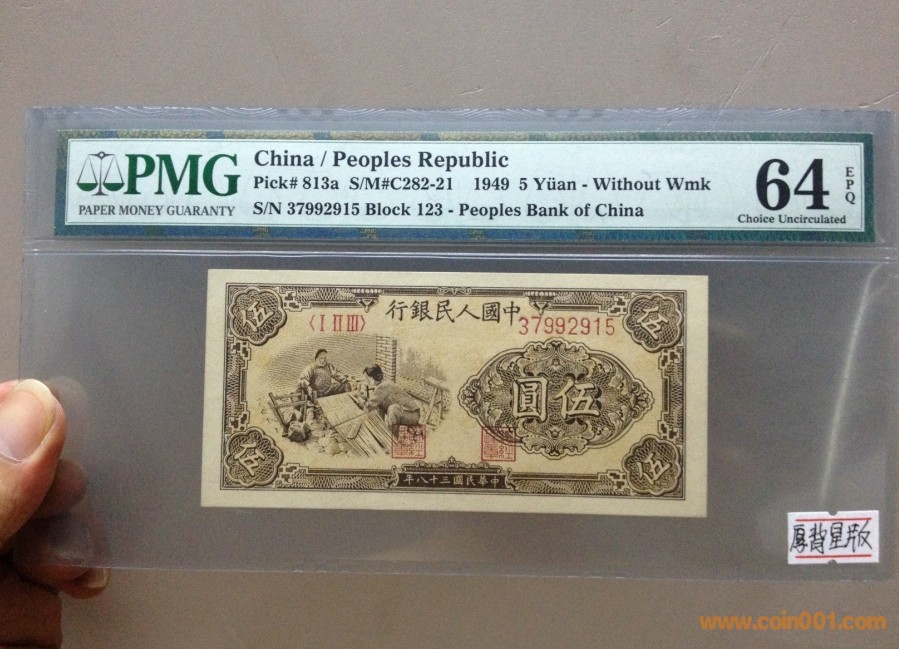 PMG
PAPER MONEY GUARANTY
China / Peoples Republic
Pick# 813a S/M#C282-21 1949 5 Yüan - Without Wmk
S/N 37992915 Block 123 - Peoples Bank of China
64
EPQ
Choice Uncirculated
行銀民人國中
〈I II III〉
37992915
伍
伍
圓伍
伍
伍
年八十三國民華中
厚背星版
www.coin001.com